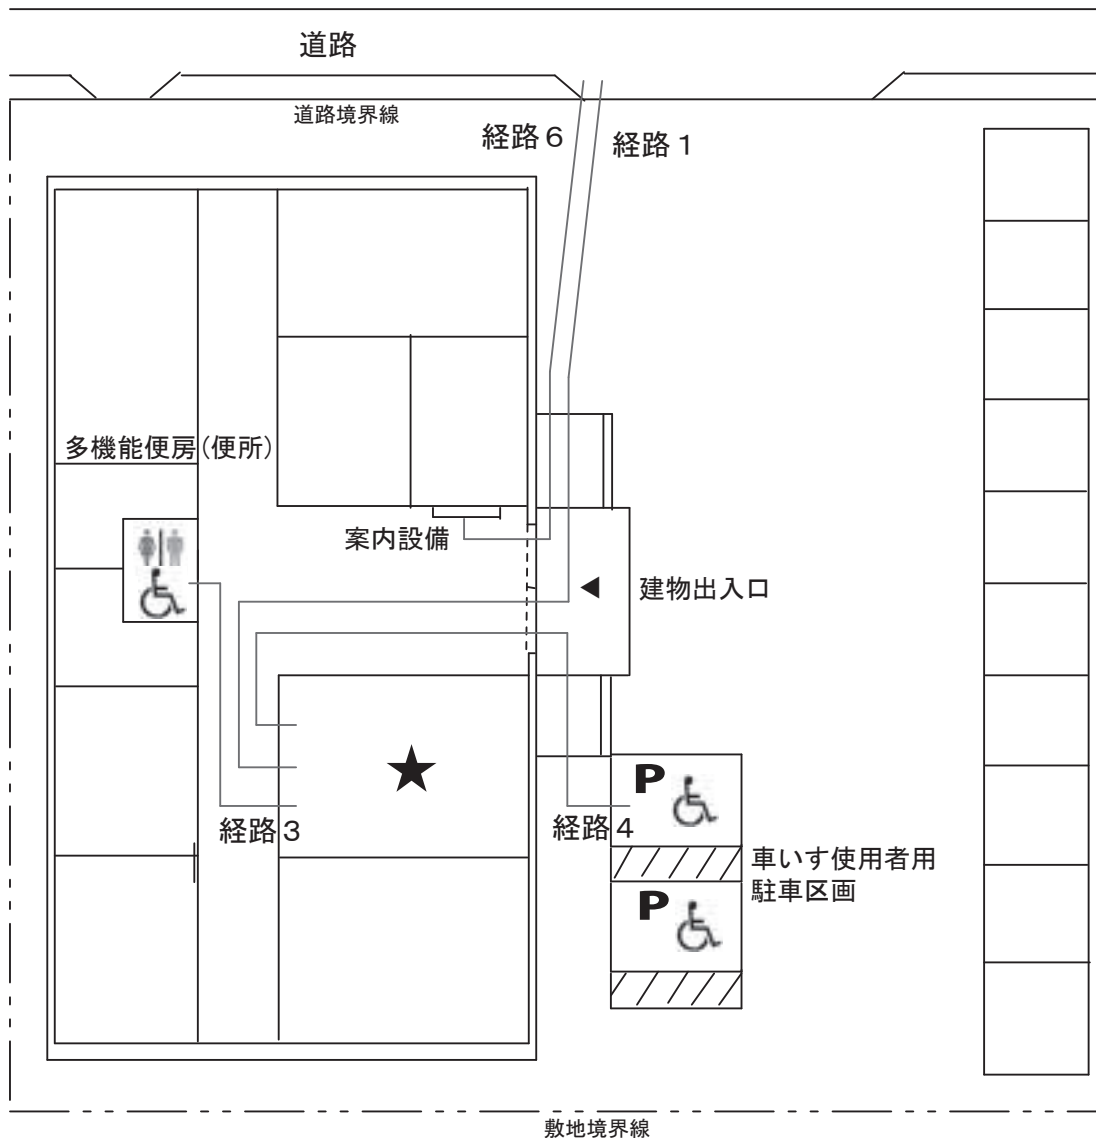 道路
道路境界線
経路6
経路1
多機能便房(便所)
案内設備
建物出入口
経路3
P
経路4
車いす使用者用
駐車区画
P
敷地境界線